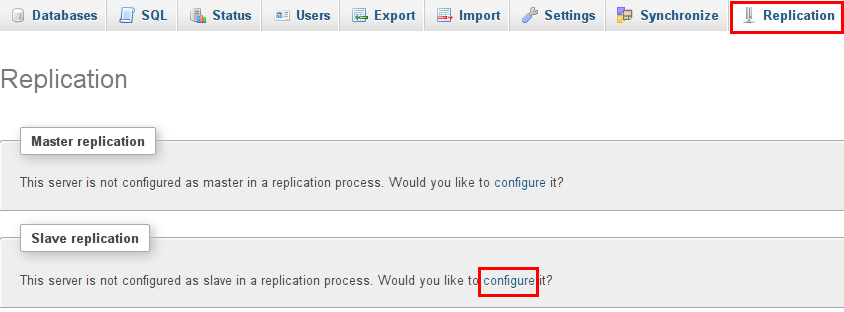 Databases SQL Status Users Export Import Settings Synchronize Replication
Replication
Master replication
This server is not configured as master in a replication process. Would you like to configure it?
Slave replication
This server is not configured as slave in a replication process. Would you like to configure it?